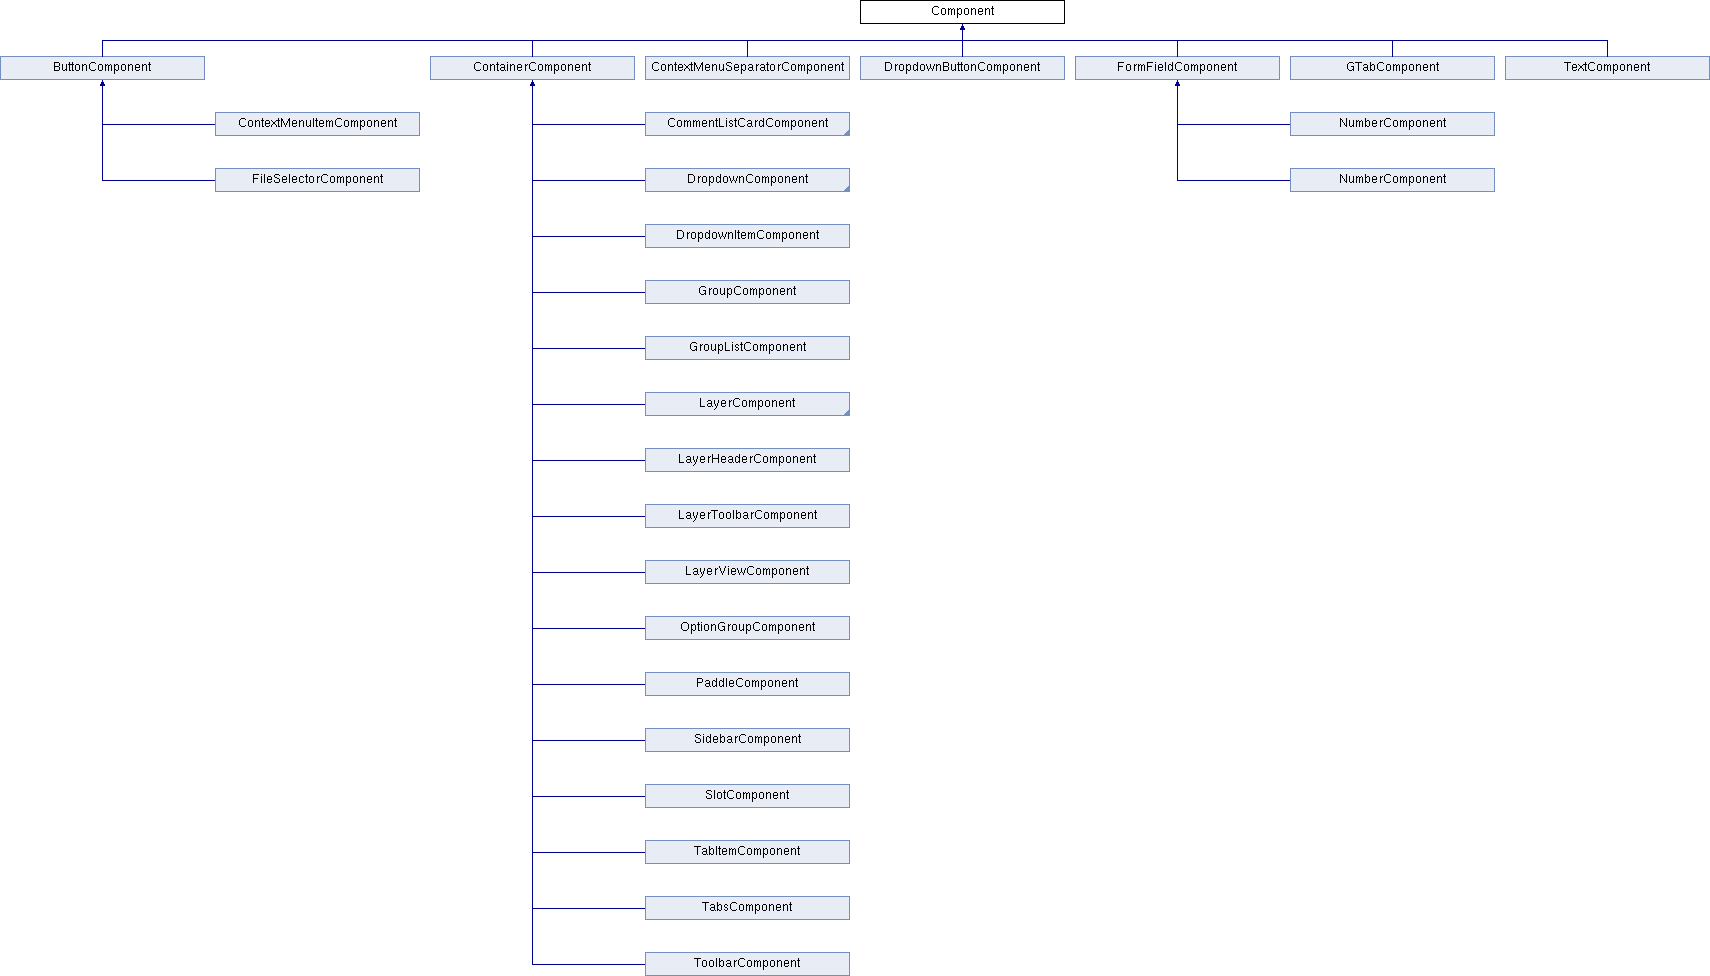 Component
ButtonComponent
ContainerComponent
ContextMenuSeparatorComponent
DropdownButtonComponent
FormFieldComponent
GTabComponent
TextComponent
ContextMenuItemComponent
CommentListCardComponent
NumberComponent
FileSelectorComponent
DropdownComponent
NumberComponent
DropdownItemComponent
GroupComponent
GroupListComponent
LayerComponent
LayerHeaderComponent
LayerToolbarComponent
LayerViewComponent
OptionGroupComponent
PaddleComponent
SidebarComponent
SlotComponent
TabItemComponent
TabsComponent
ToolbarComponent